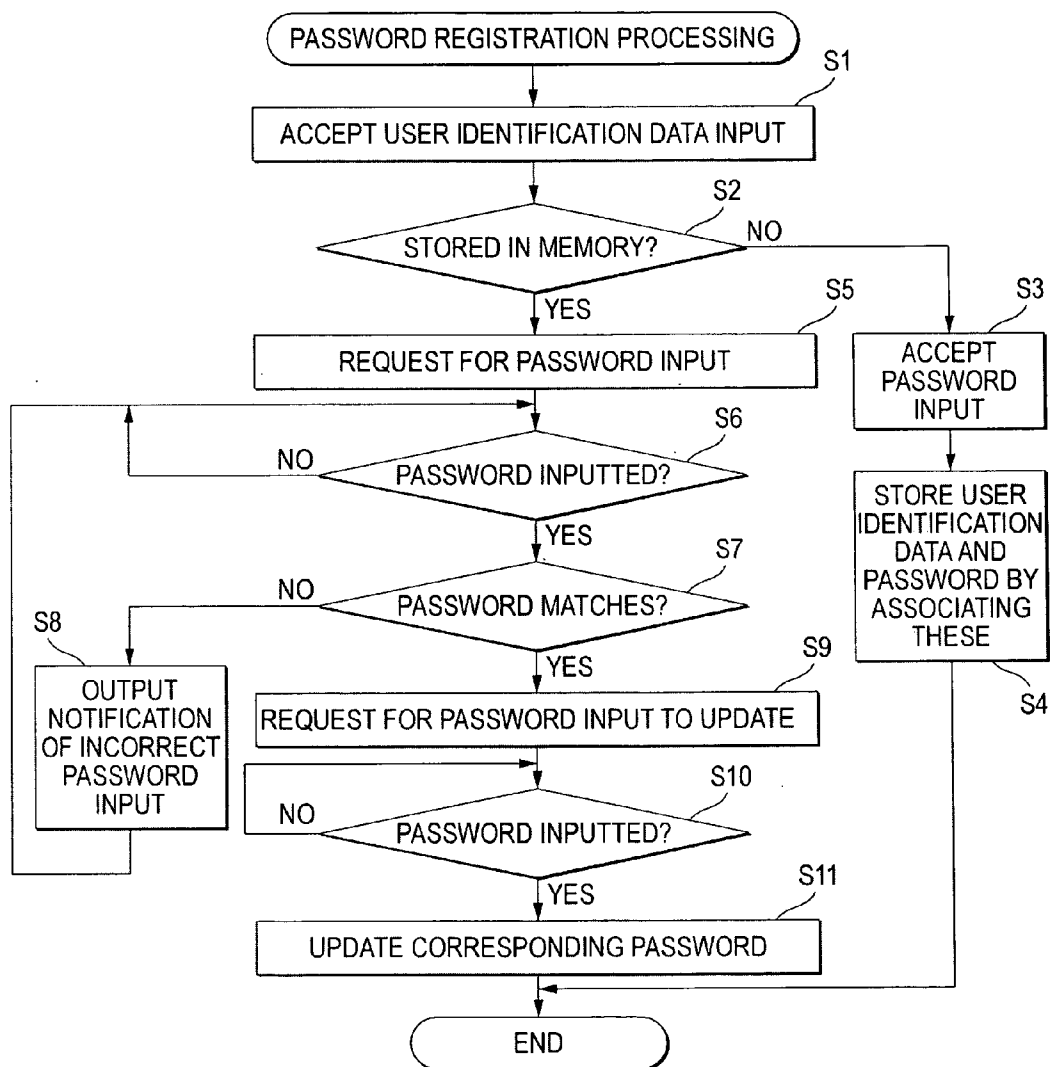 PASSWORD REGISTRATION PROCESSING
S1
ACCEPT USER IDENTIFICATION DATA INPUT
S2
STORED IN MEMORY?
NO
YES
S5
REQUEST FOR PASSWORD INPUT
S3
ACCEPT
PASSWORD
INPUT
S6
NO
PASSWORD INPUTTED?
YES
STORE USER
IDENTIFICATION
DATA AND
PASSWORD BY
ASSOCIATING
THESE
S4
S7
NO
PASSWORD MATCHES?
YES
S8
OUTPUT
NOTIFICATION
OF INCORRECT
PASSWORD
INPUT
S9
REQUEST FOR PASSWORD INPUT TO UPDATE
S10
NO
PASSWORD INPUTTED?
YES
S11
UPDATE CORRESPONDING PASSWORD
END